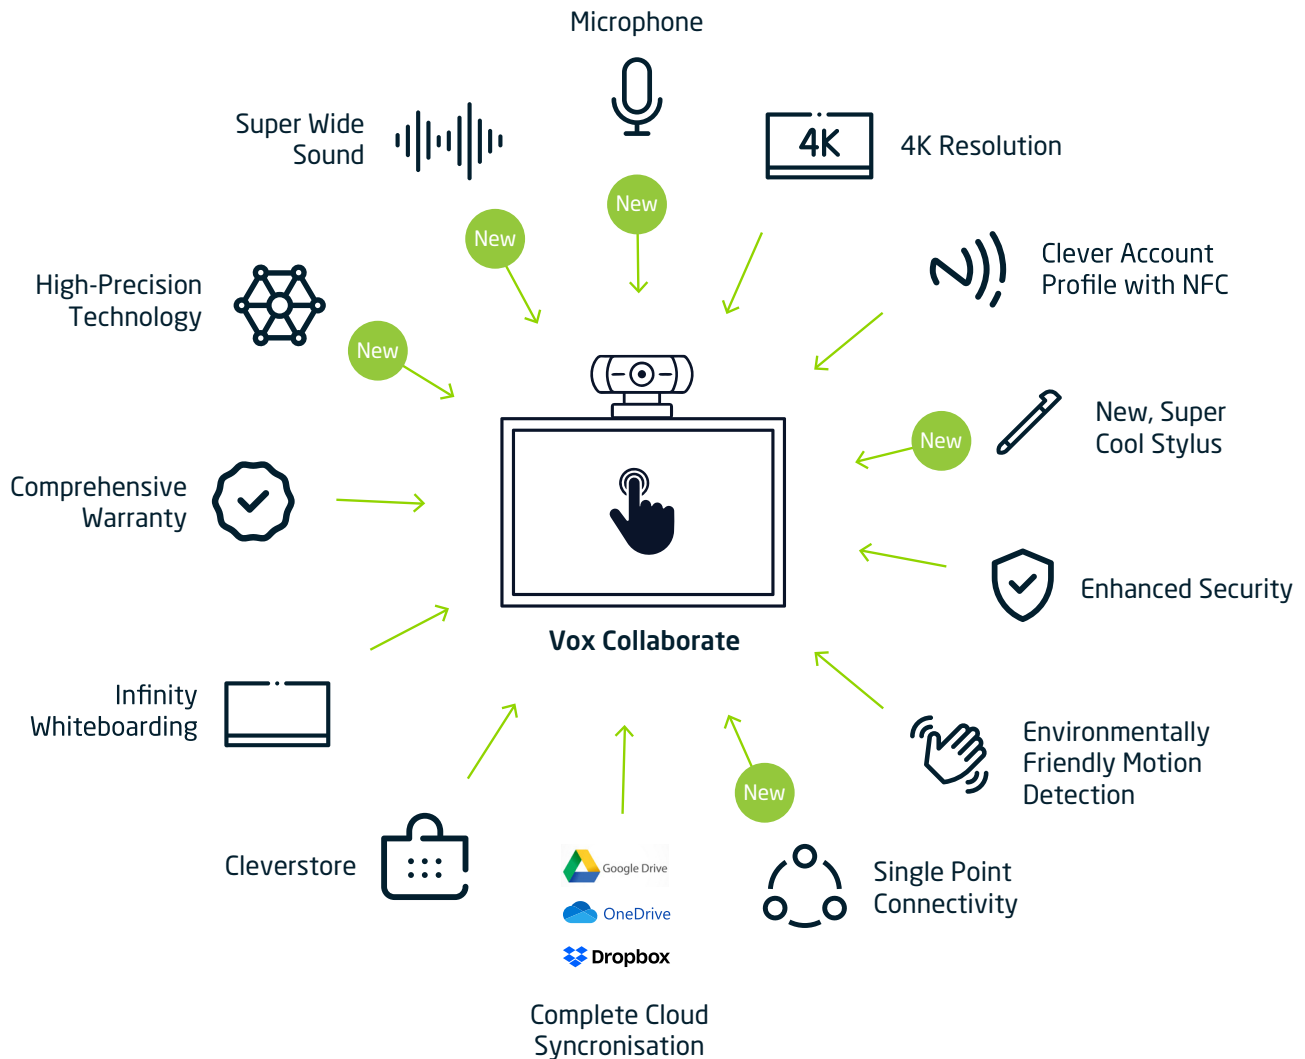 Microphone
Super Wide
Sound
4K
4K Resolution
New
New
Clever Account
Profile with NFC
High-Precision
Technology
New
New, Super
Cool Stylus
New
Comprehensive
Warranty
Enhanced Security
Vox Collaborate
Infinity
Whiteboarding
Environmentally
Friendly Motion
Detection
New
Cleverstore
Google Drive
OneDrive
Dropbox
Single Point
Connectivity
Complete Cloud
Syncronisation